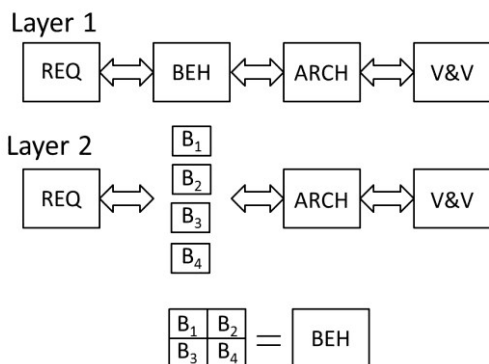 Layer 1
REQ BEH ARCH V&V
Layer 2
B₁
B₂
REQ ARCH V&V
B₃
B₄
B₁ B₂
= BEH
B₃ B₄